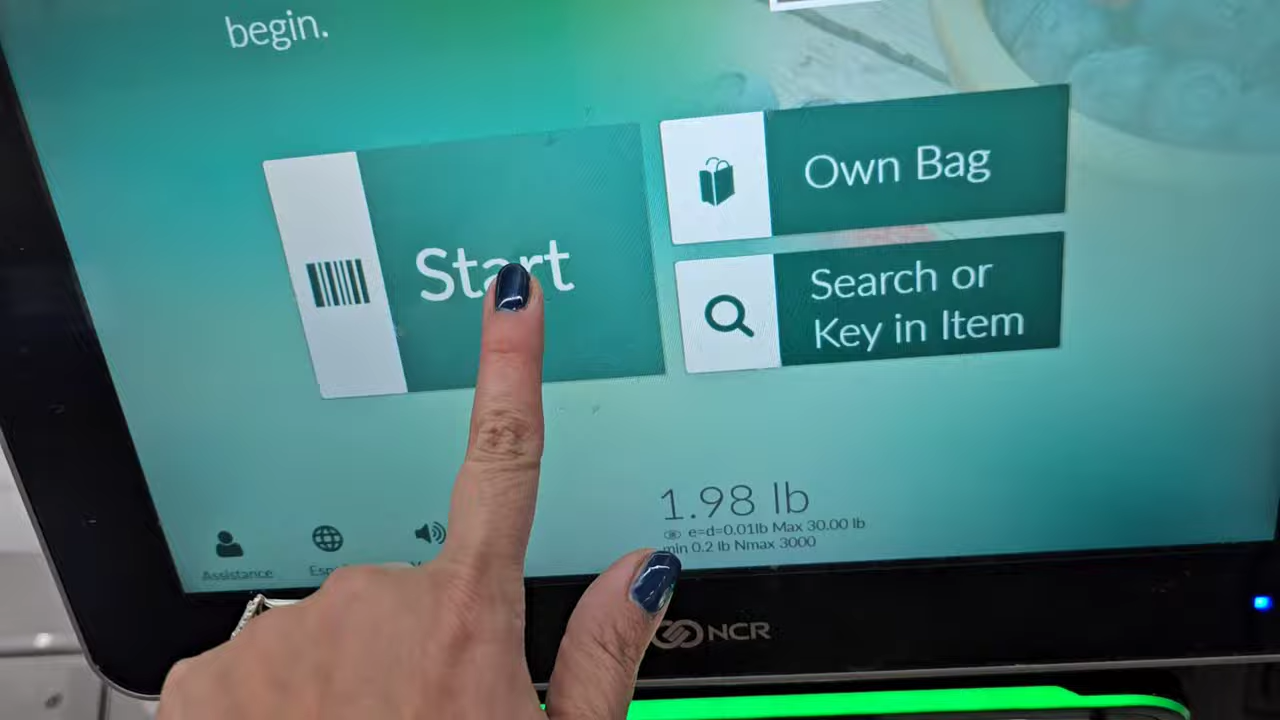 begin.
Start
Own Bag
Search or
Key in Item
1.98 lb
e=d=0.01lb Max 30.00 lb
min 0.2 lb Nmax 3000
Assistance
NCR